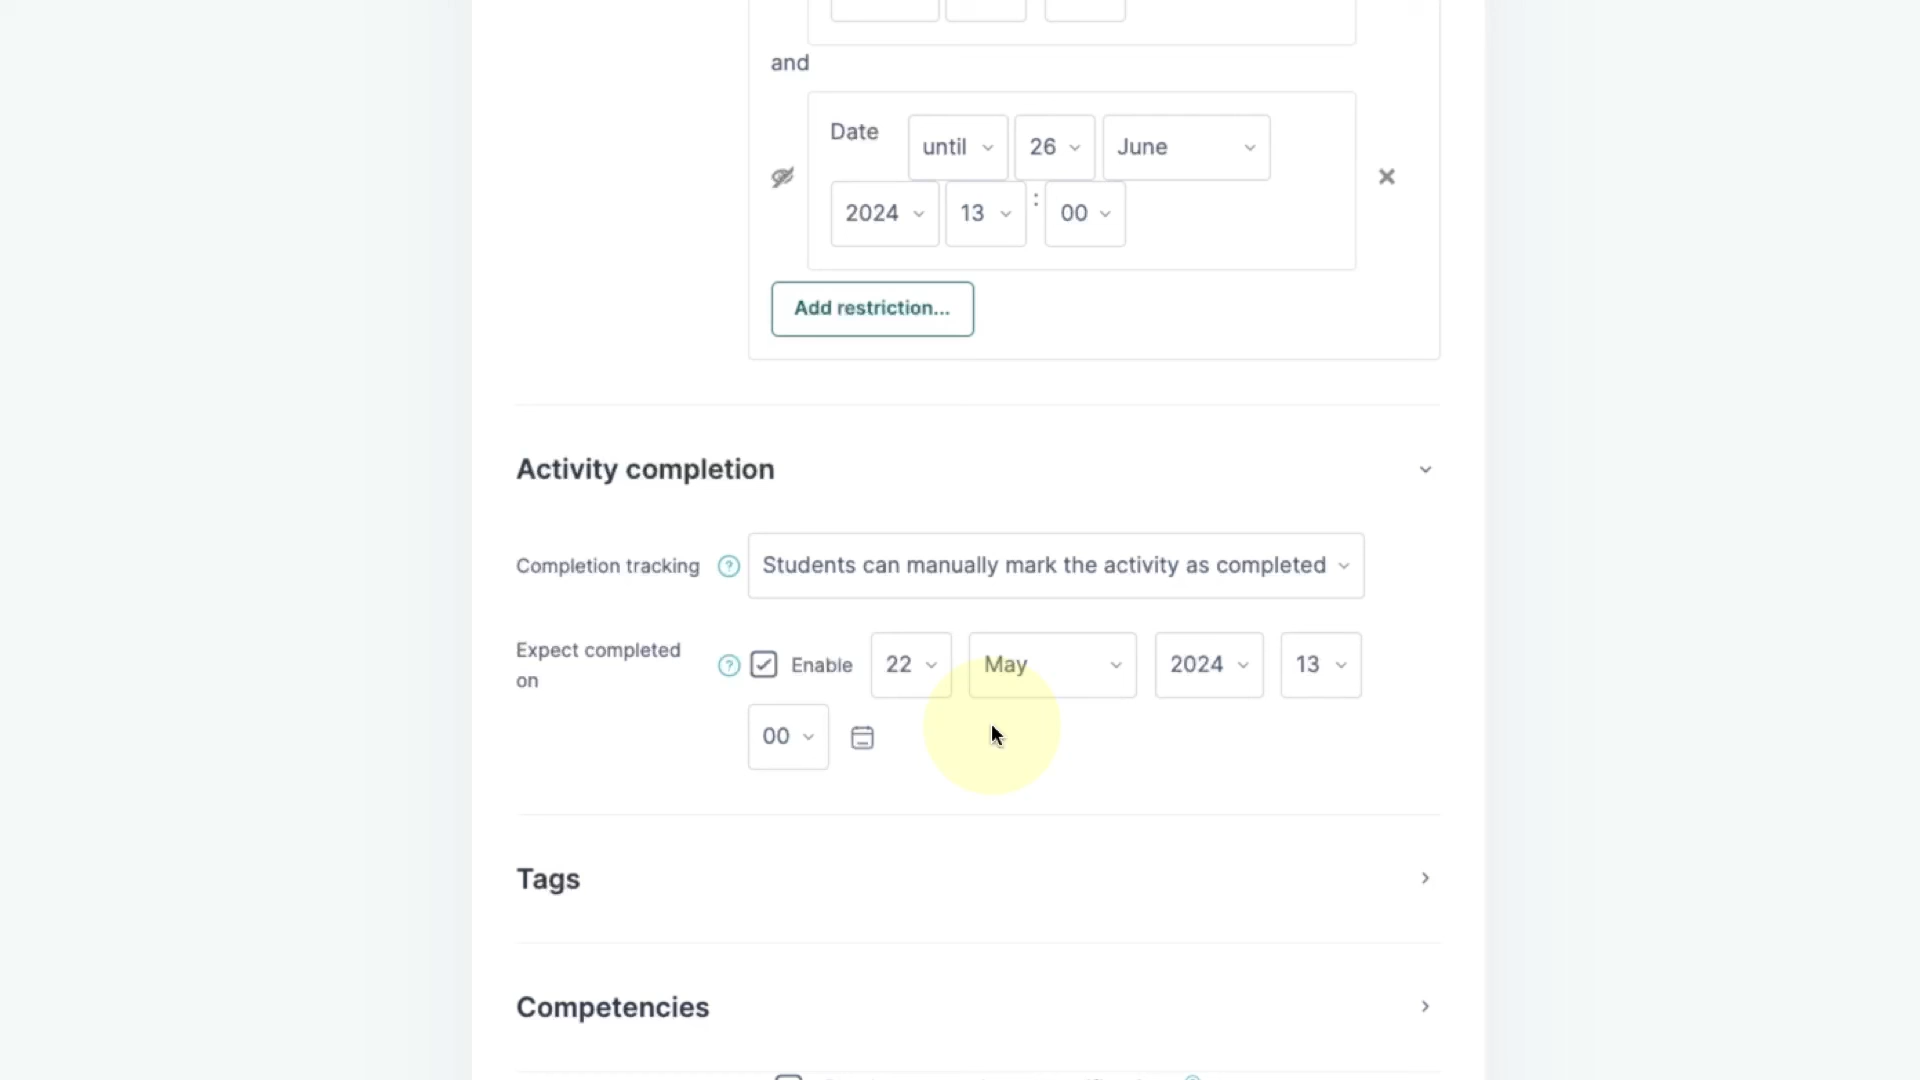 and
Date until 26 June
2024 13 : 00
Add restriction...
Activity completion
Completion tracking Students can manually mark the activity as completed
Expect completed on Enable 22 May 2024 13
00
Tags
Competencies